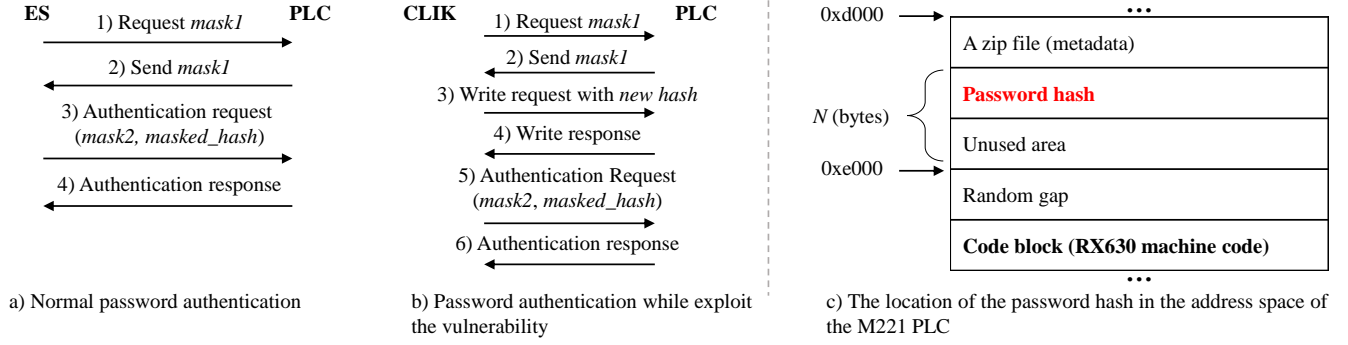 ES PLC
1) Request mask1
2) Send mask1
3) Authentication request
(mask2, masked_hash)
4) Authentication response
a) Normal password authentication
CLIK PLC
1) Request mask1
2) Send mask1
3) Write request with new hash
4) Write response
5) Authentication Request
(mask2, masked_hash)
6) Authentication response
b) Password authentication while exploit
the vulnerability
0xd000
...
A zip file (metadata)
Password hash
N (bytes)
Unused area
0xe000
Random gap
Code block (RX630 machine code)
...
c) The location of the password hash in the address space of
the M221 PLC